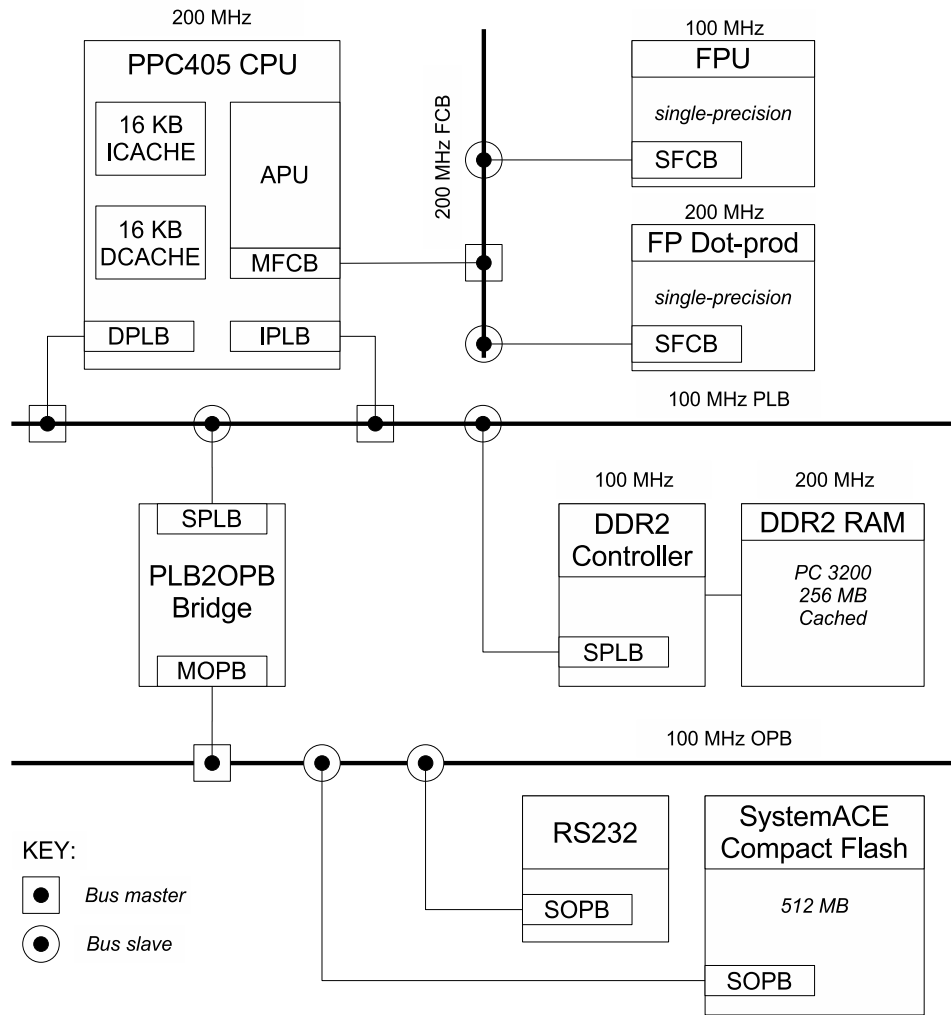 200 MHz
PPC405 CPU
16 KB
ICACHE
APU
16 KB
DCACHE
MFCB
DPLB
IPLB
200 MHz FCB
100 MHz
FPU
single-precision
SFCB
200 MHz
FP Dot-prod
single-precision
SFCB
100 MHz PLB
SPLB
PLB2OPB
Bridge
MOPB
100 MHz
DDR2
Controller
SPLB
200 MHz
DDR2 RAM
PC 3200
256 MB
Cached
100 MHz OPB
RS232
SOPB
SystemACE
Compact Flash
512 MB
SOPB
KEY:
Bus master
Bus slave